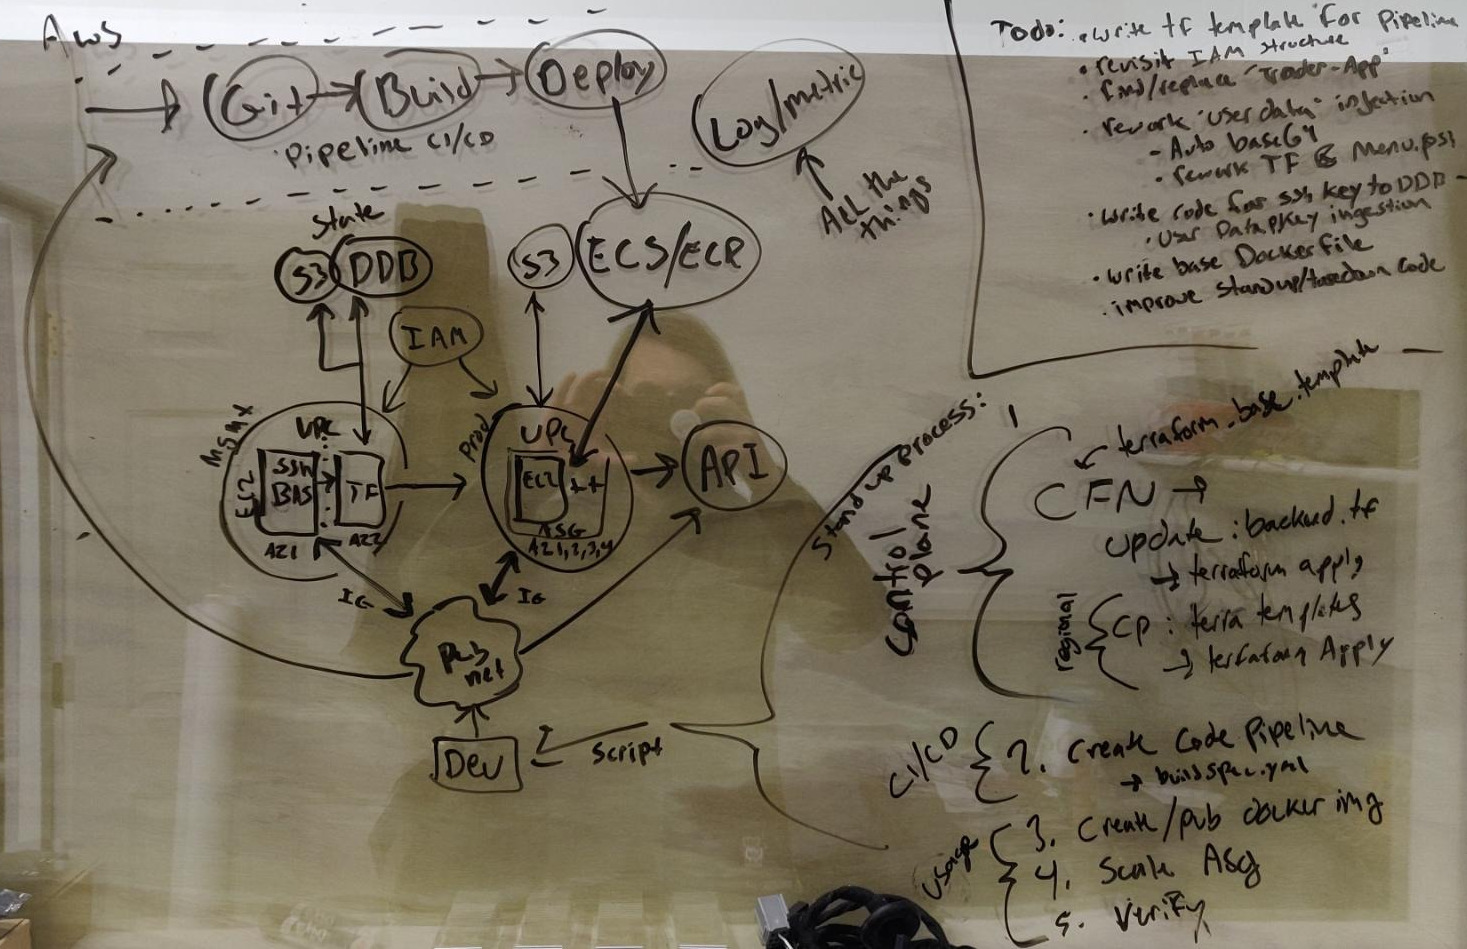 Aws
Git
Build
Deploy
Pipeline CI/CD
Log/metric
All the
things
State
S3
DDB
S3
ECS/ECR
IAM
Mgmt
VPC
EC2
SSH
BAS
TF
AZ1
AZ2
Prod
VPC
EC2
++
ASG
AZ1,2,3,4
API
IG
IG
Pub
net
Dev
Script
Todo: • write tf template for Pipeline
• revisit IAM structure
• find/replace "Trader-App"
• rework "user data" injection
- Auto base64
• rework TF & Menu.ps1
• write code for ssh key to DDB -
• User Data pkey ingestion
• write base Dockerfile
• improve standup/ code
Stand up process:
Control
plane
1
terraform.base.template
CFN →
update: backend.tf
→ terraform apply
regional
CP: terra templates
→ terraform Apply
CI/CD
2. Create Code Pipeline
→ buildspec.yml
usage
3. Create/pub docker img
4. Scale ASG
5. Verify